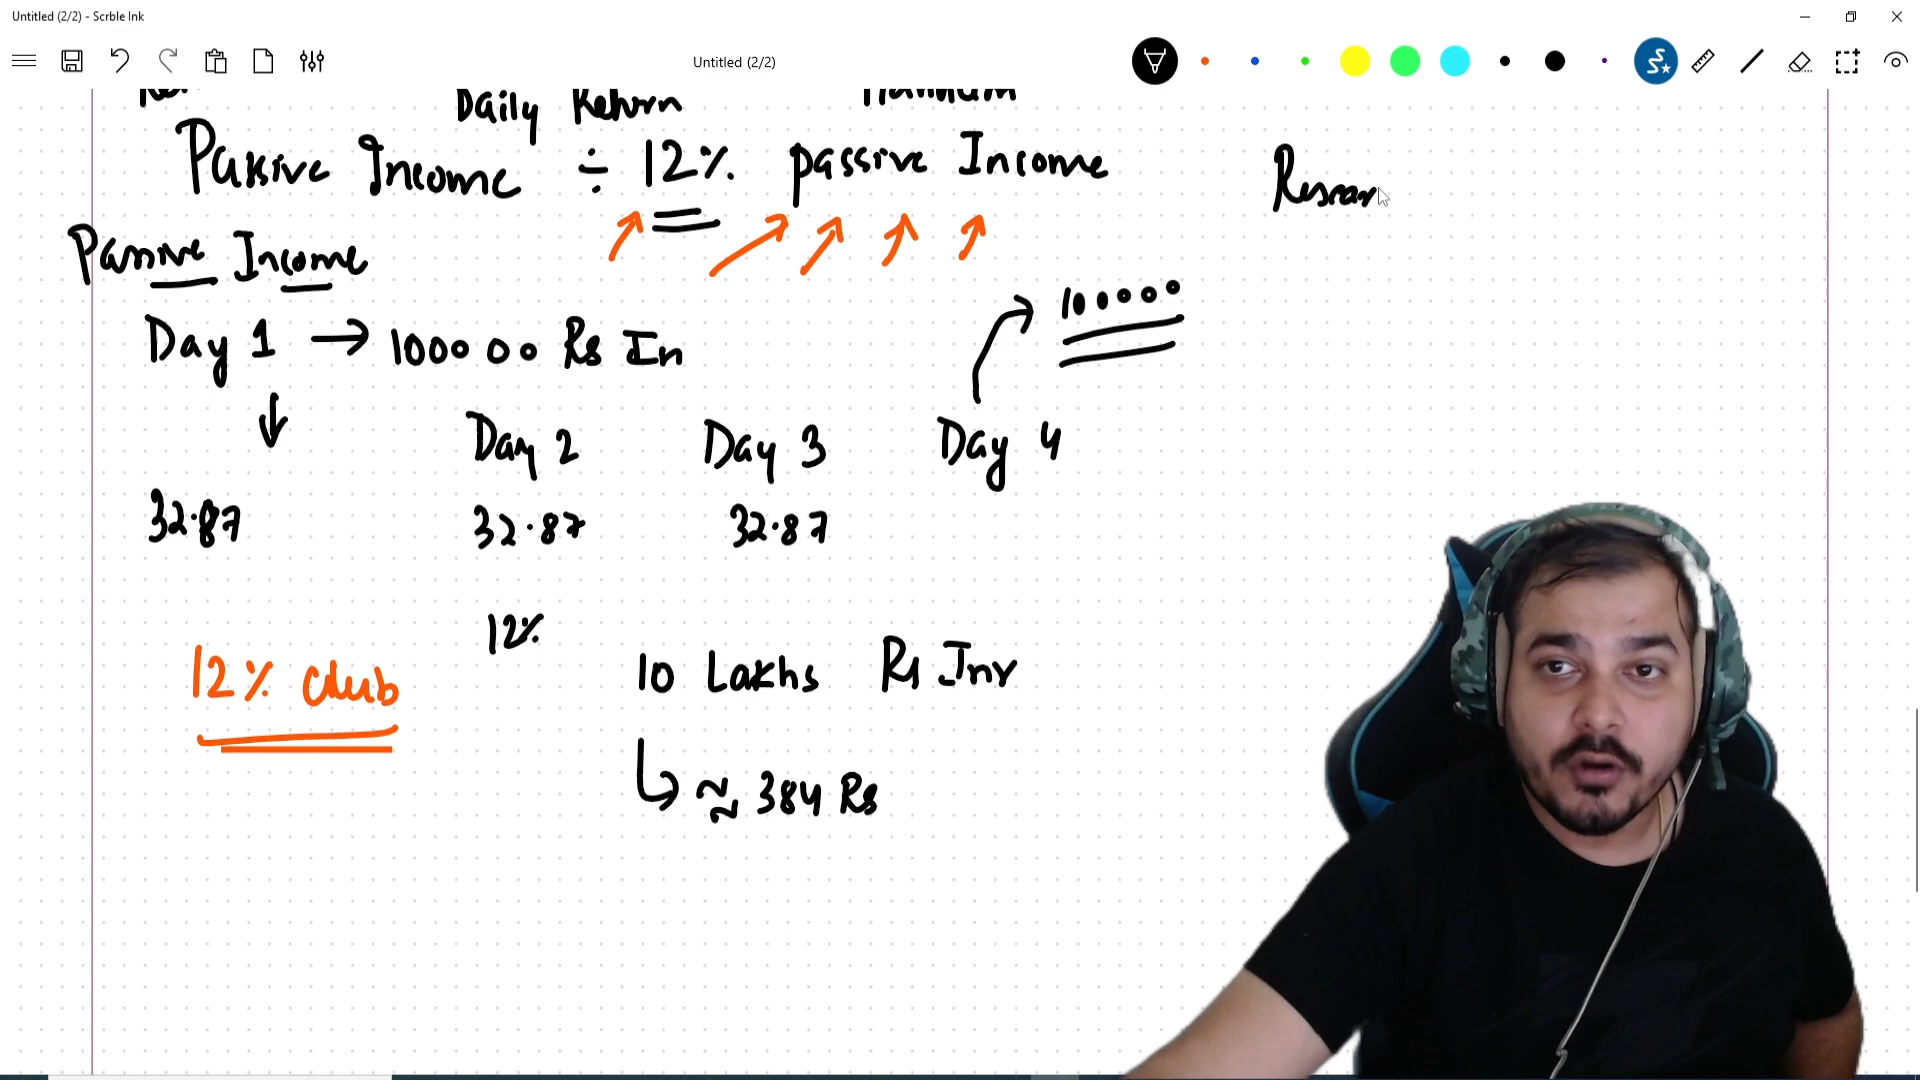 Untitled (2/2) - Scrble Ink
Untitled (2/2)
Daily Return
Passive Income ÷ 12% passive Income
Resear
Passive Income
100000
Day 1 → 100000 Rs In
Day 2 Day 3 Day 4
32.87 32.87 32.87
12%
12% club
10 Lakhs Rs Inv
≈ 384 Rs